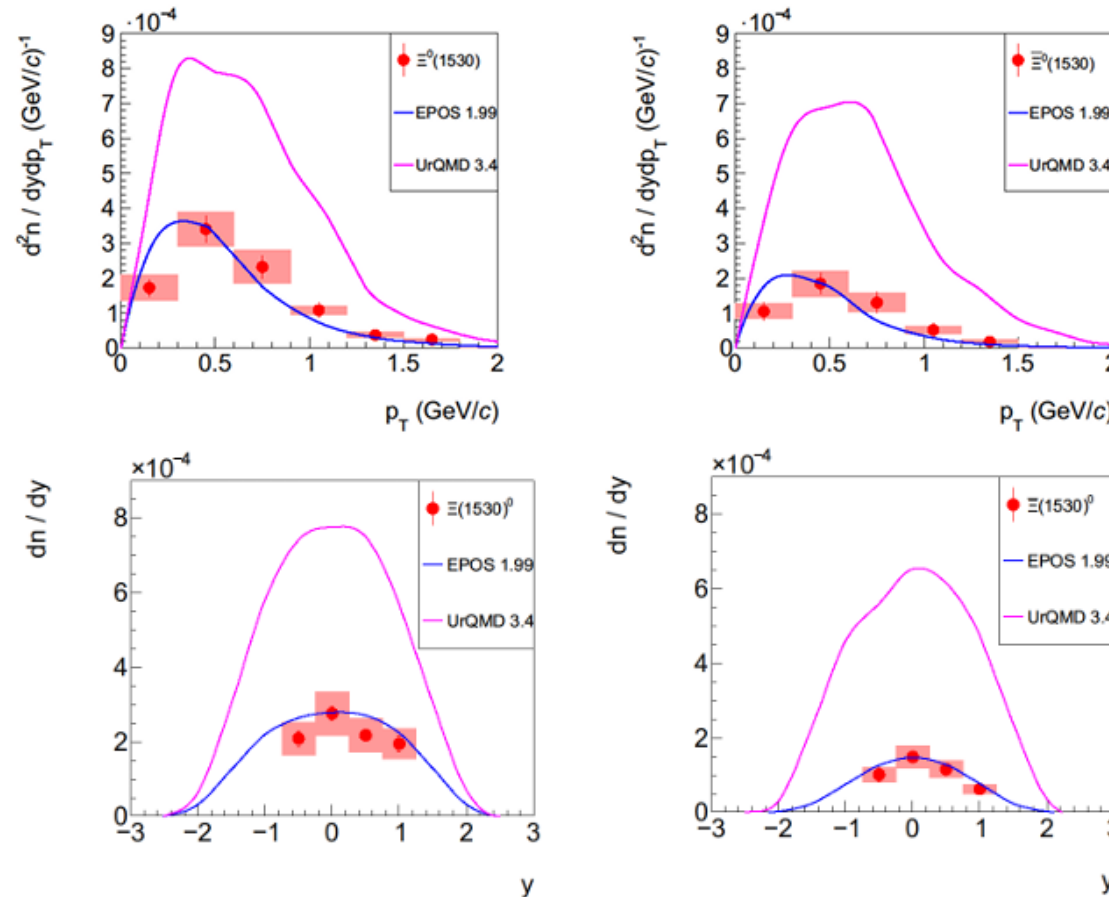 ·10⁻⁴
d²n / dydp_T (GeV/c)⁻¹
9
8
7
6
5
4
3
2
1
0
0 0.5 1 1.5 2
p_T (GeV/c)
Ξ⁰(1530)
EPOS 1.99
UrQMD 3.4
·10⁻⁴
d²n / dydp_T (GeV/c)⁻¹
9
8
7
6
5
4
3
2
1
0
0 0.5 1 1.5 2
p_T (GeV/c)
Ξ̅⁰(1530)
EPOS 1.99
UrQMD 3.4
×10⁻⁴
dn / dy
8
6
4
2
0
−3 −2 −1 0 1 2 3
y
Ξ(1530)⁰
EPOS 1.99
UrQMD 3.4
×10⁻⁴
dn / dy
8
6
4
2
0
−3 −2 −1 0 1 2 3
y
Ξ̅(1530)⁰
EPOS 1.99
UrQMD 3.4